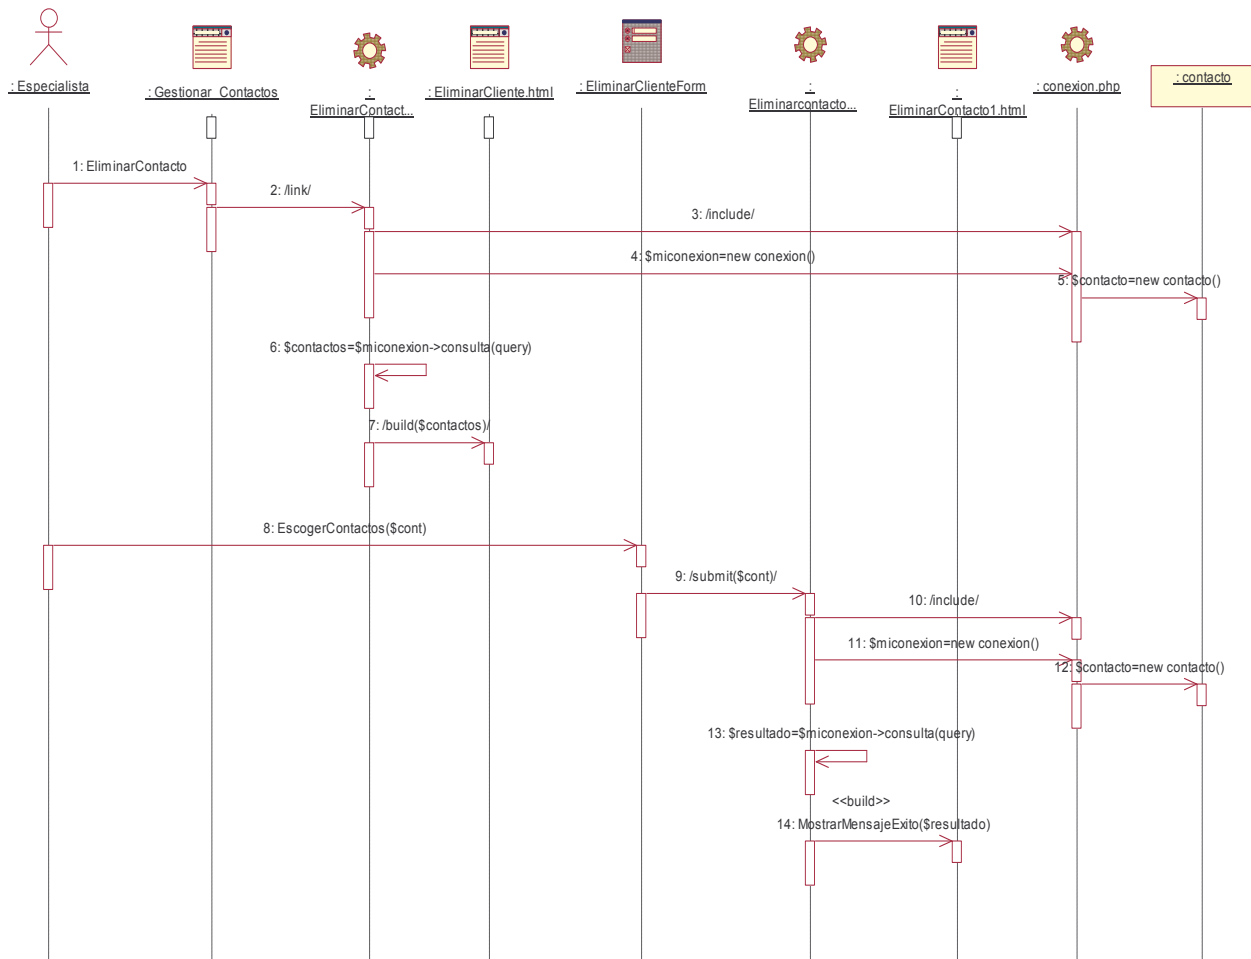 : Especialista
: Gestionar_Contactos
:
EliminarContact...
: EliminarCliente.html
: EliminarClienteForm
:
Eliminarcontacto...
:
EliminarContacto1.html
: conexion.php
: contacto
1: EliminarContacto
2: /link/
3: /include/
4: $miconexion=new conexion()
5: $contacto=new contacto()
6: $contactos=$miconexion->consulta(query)
7: /build($contactos)/
8: EscogerContactos($cont)
9: /submit($cont)/
10: /include/
11: $miconexion=new conexion()
12: $contacto=new contacto()
13: $resultado=$miconexion->consulta(query)
<<build>>
14: MostrarMensajeExito($resultado)